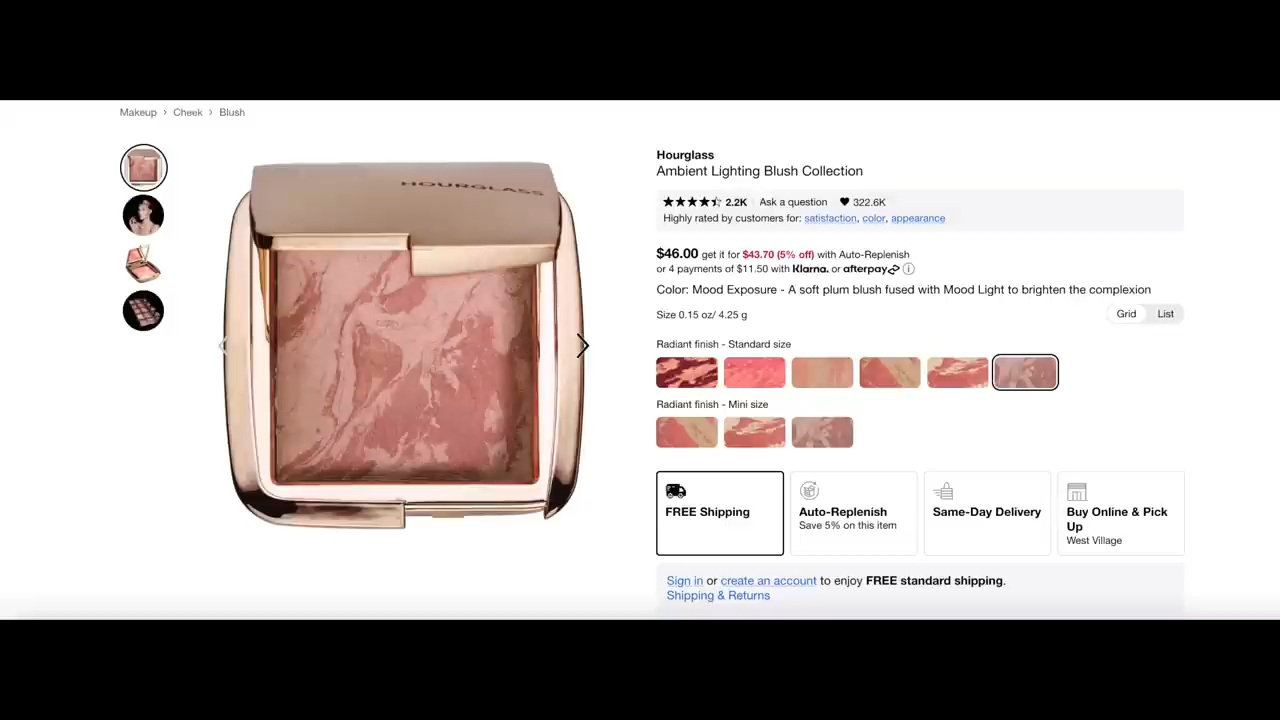 Makeup > Cheek > Blush
HOURGLASS
Hourglass
Ambient Lighting Blush Collection
2.2K Ask a question 322.6K
Highly rated by customers for: satisfaction, color, appearance
$46.00 get it for $43.70 (5% off) with Auto-Replenish
or 4 payments of $11.50 with Klarna. or afterpay
Color: Mood Exposure - A soft plum blush fused with Mood Light to brighten the complexion
Size 0.15 oz/ 4.25 g
Grid List
Radiant finish - Standard size
Radiant finish - Mini size
FREE Shipping
Auto-Replenish
Save 5% on this item
Same-Day Delivery
Buy Online & Pick
Up
West Village
Sign in or create an account to enjoy FREE standard shipping.
Shipping & Returns